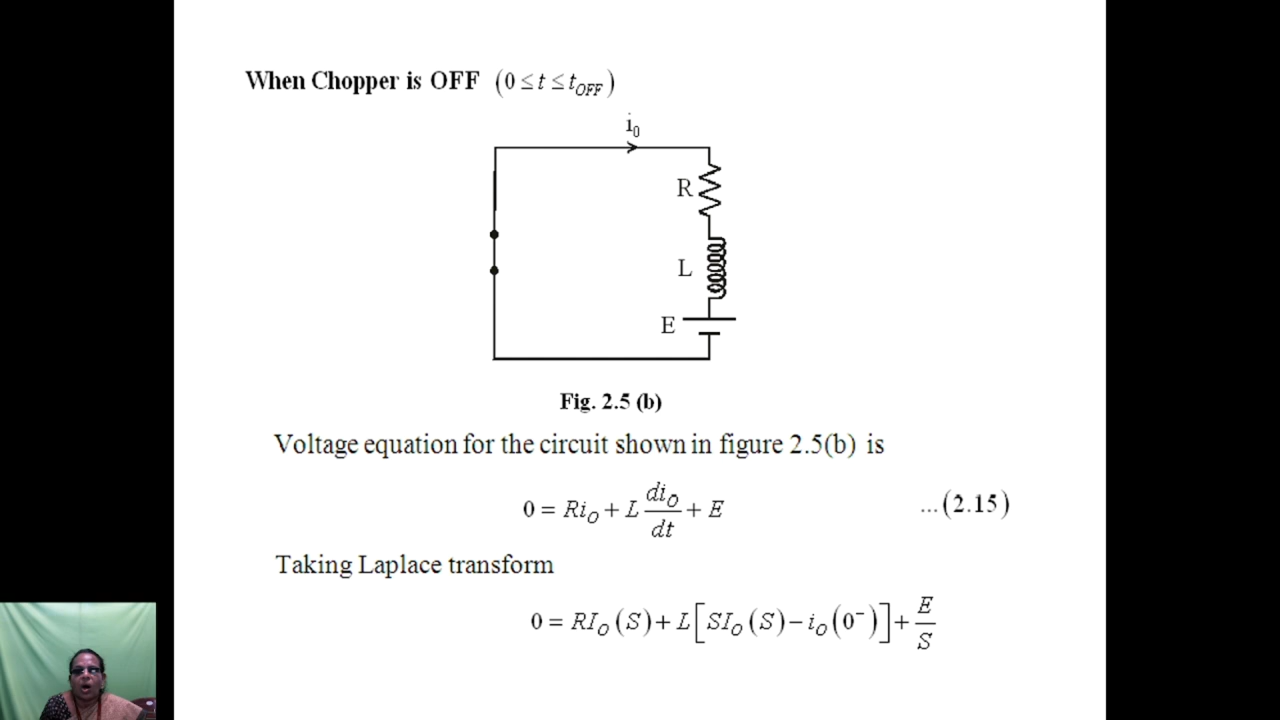 When Chopper is OFF (0 ≤ t ≤ t_OFF)
i₀
R
L
E
Fig. 2.5 (b)
Voltage equation for the circuit shown in figure 2.5(b) is
0 = Ri_O + L di_O/dt + E ...(2.15)
Taking Laplace transform
0 = RI_O(S) + L[SI_O(S) − i_O(0⁻)] + E/S